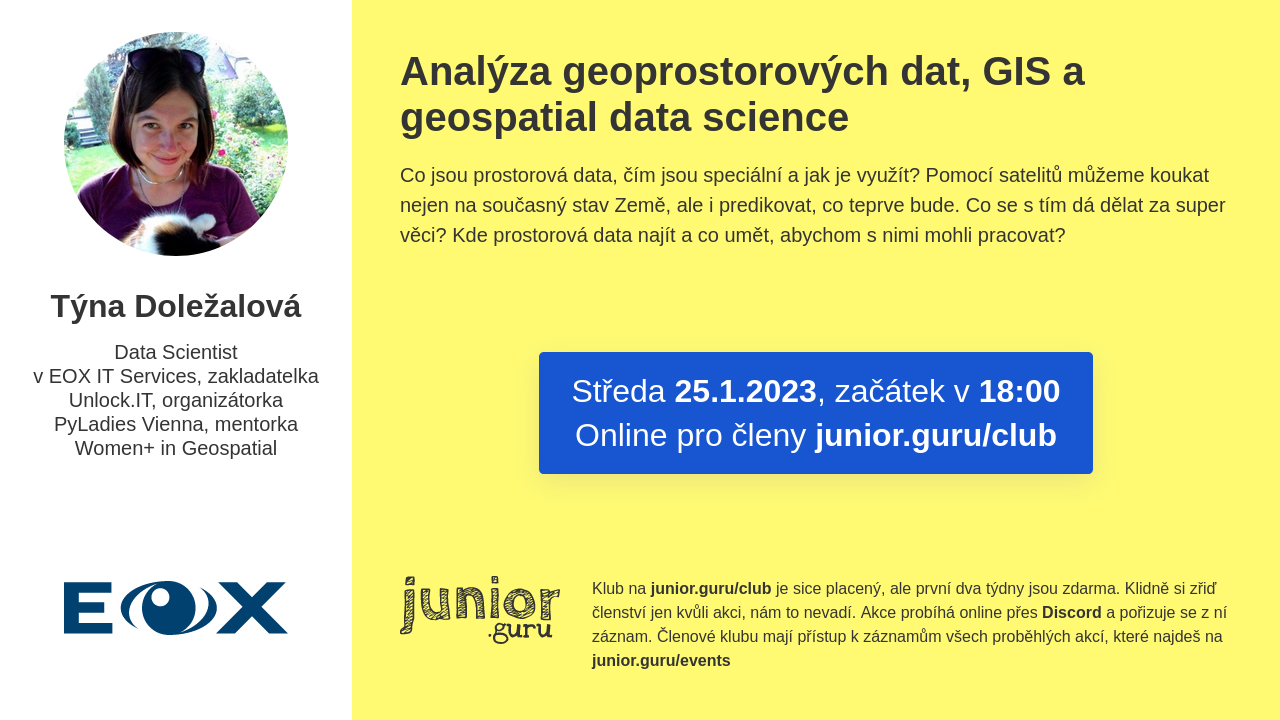 Týna Doležalová
Data Scientist
v EOX IT Services, zakladatelka
Unlock.IT, organizátorka
PyLadies Vienna, mentorka
Women+ in Geospatial
EOX
Analýza geoprostorových dat, GIS a
geospatial data science
Co jsou prostorová data, čím jsou speciální a jak je využít? Pomocí satelitů můžeme koukat
nejen na současný stav Země, ale i predikovat, co teprve bude. Co se s tím dá dělat za super
věci? Kde prostorová data najít a co umět, abychom s nimi mohli pracovat?
Středa 25.1.2023, začátek v 18:00
Online pro členy junior.guru/club
junior
.guru
Klub na junior.guru/club je sice placený, ale první dva týdny jsou zdarma. Klidně si zřiď
členství jen kvůli akci, nám to nevadí. Akce probíhá online přes Discord a pořizuje se z ní
záznam. Členové klubu mají přístup k záznamům všech proběhlých akcí, které najdeš na
junior.guru/events